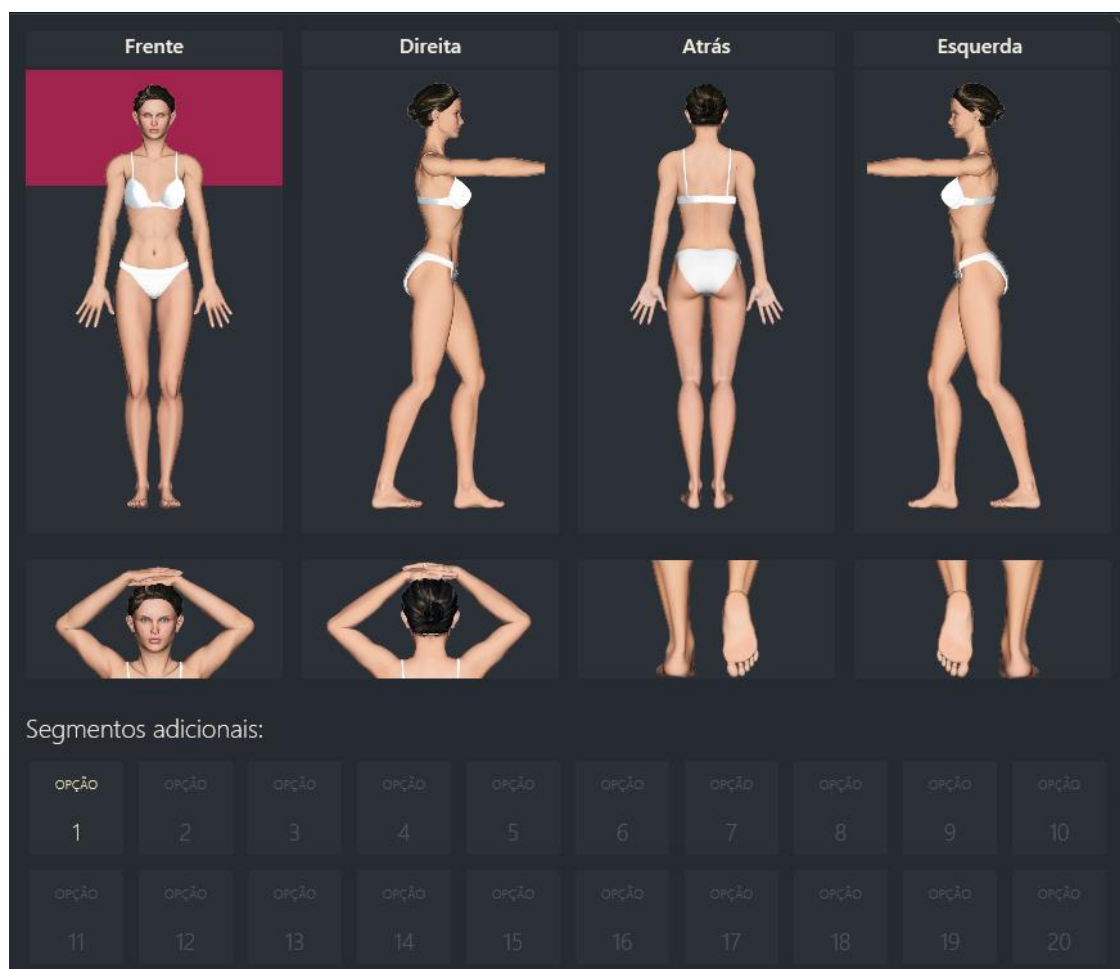 Frente Direita Atrás Esquerda
Segmentos adicionais:
OPÇÃO OPÇÃO OPÇÃO OPÇÃO OPÇÃO OPÇÃO OPÇÃO OPÇÃO OPÇÃO OPÇÃO
1 2 3 4 5 6 7 8 9 10
OPÇÃO OPÇÃO OPÇÃO OPÇÃO OPÇÃO OPÇÃO OPÇÃO OPÇÃO OPÇÃO OPÇÃO
11 12 13 14 15 16 17 18 19 20